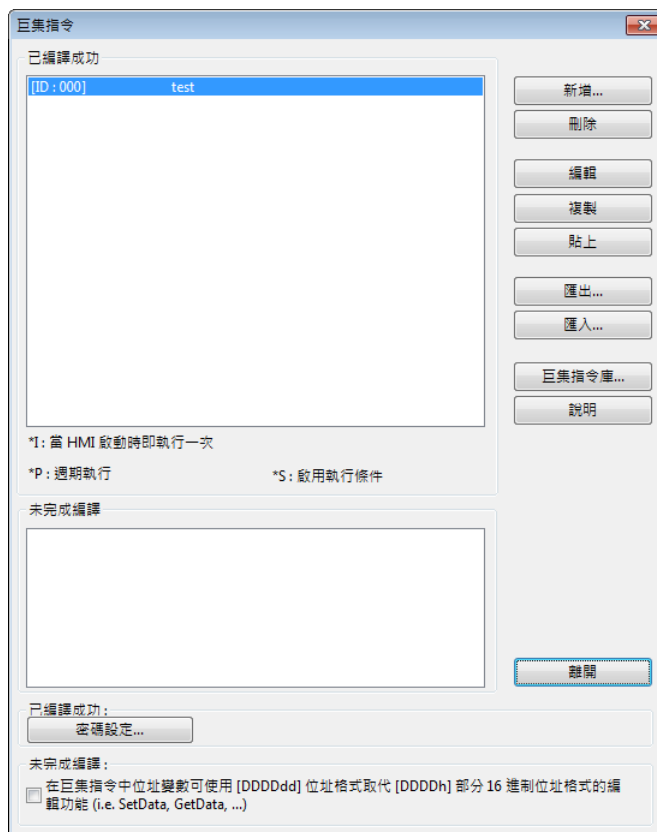 巨集指令
已編譯成功
[ID : 000] test
新增...
刪除
編輯
複製
貼上
匯出...
匯入...
巨集指令庫...
說明
*I : 當 HMI 啟動時即執行一次
*P : 週期執行 *S : 啟用執行條件
未完成編譯
離開
已編譯成功 :
密碼設定...
未完成編譯 :
在巨集指令中位址變數可使用 [DDDDdd] 位址格式取代 [DDDDh] 部分 16 進制位址格式的編
輯功能 (i.e. SetData, GetData, ...)